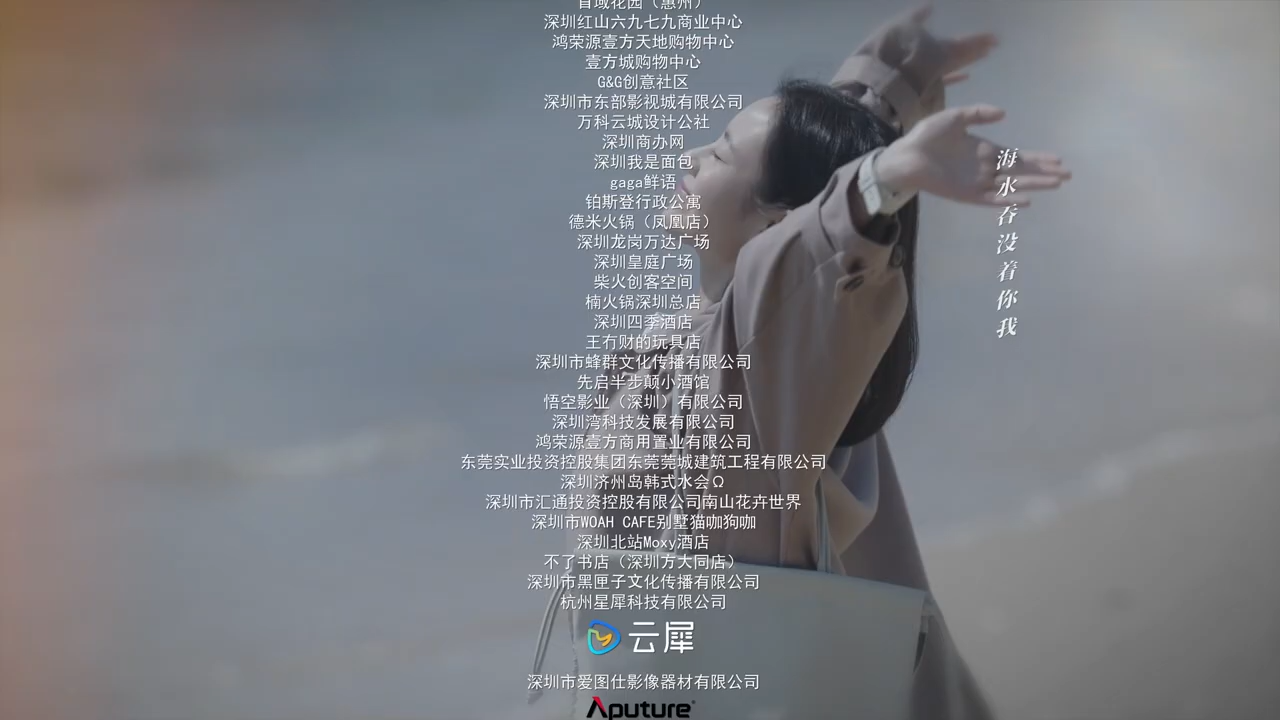 首域花园（惠州）
深圳红山六九七九商业中心
鸿荣源壹方天地购物中心
壹方城购物中心
G&G创意社区
深圳市东部影视城有限公司
万科云城设计公社
深圳商办网
深圳我是面包
gaga鲜语
铂斯登行政公寓
德米火锅（凤凰店）
深圳龙岗万达广场
深圳皇庭广场
柴火创客空间
楠火锅深圳总店
深圳四季酒店
王冇财的玩具店
深圳市蜂群文化传播有限公司
先启半步颠小酒馆
悟空影业（深圳）有限公司
深圳湾科技发展有限公司
鸿荣源壹方商用置业有限公司
东莞实业投资控股集团东莞莞城建筑工程有限公司
深圳济州岛韩式水会Ω
深圳市汇通投资控股有限公司南山花卉世界
深圳市WOAH CAFE别墅猫咖狗咖
深圳北站Moxy酒店
不了书店（深圳方大同店）
深圳市黑匣子文化传播有限公司
杭州星犀科技有限公司
云犀
深圳市爱图仕影像器材有限公司
Aputure®
海水吞没着你我